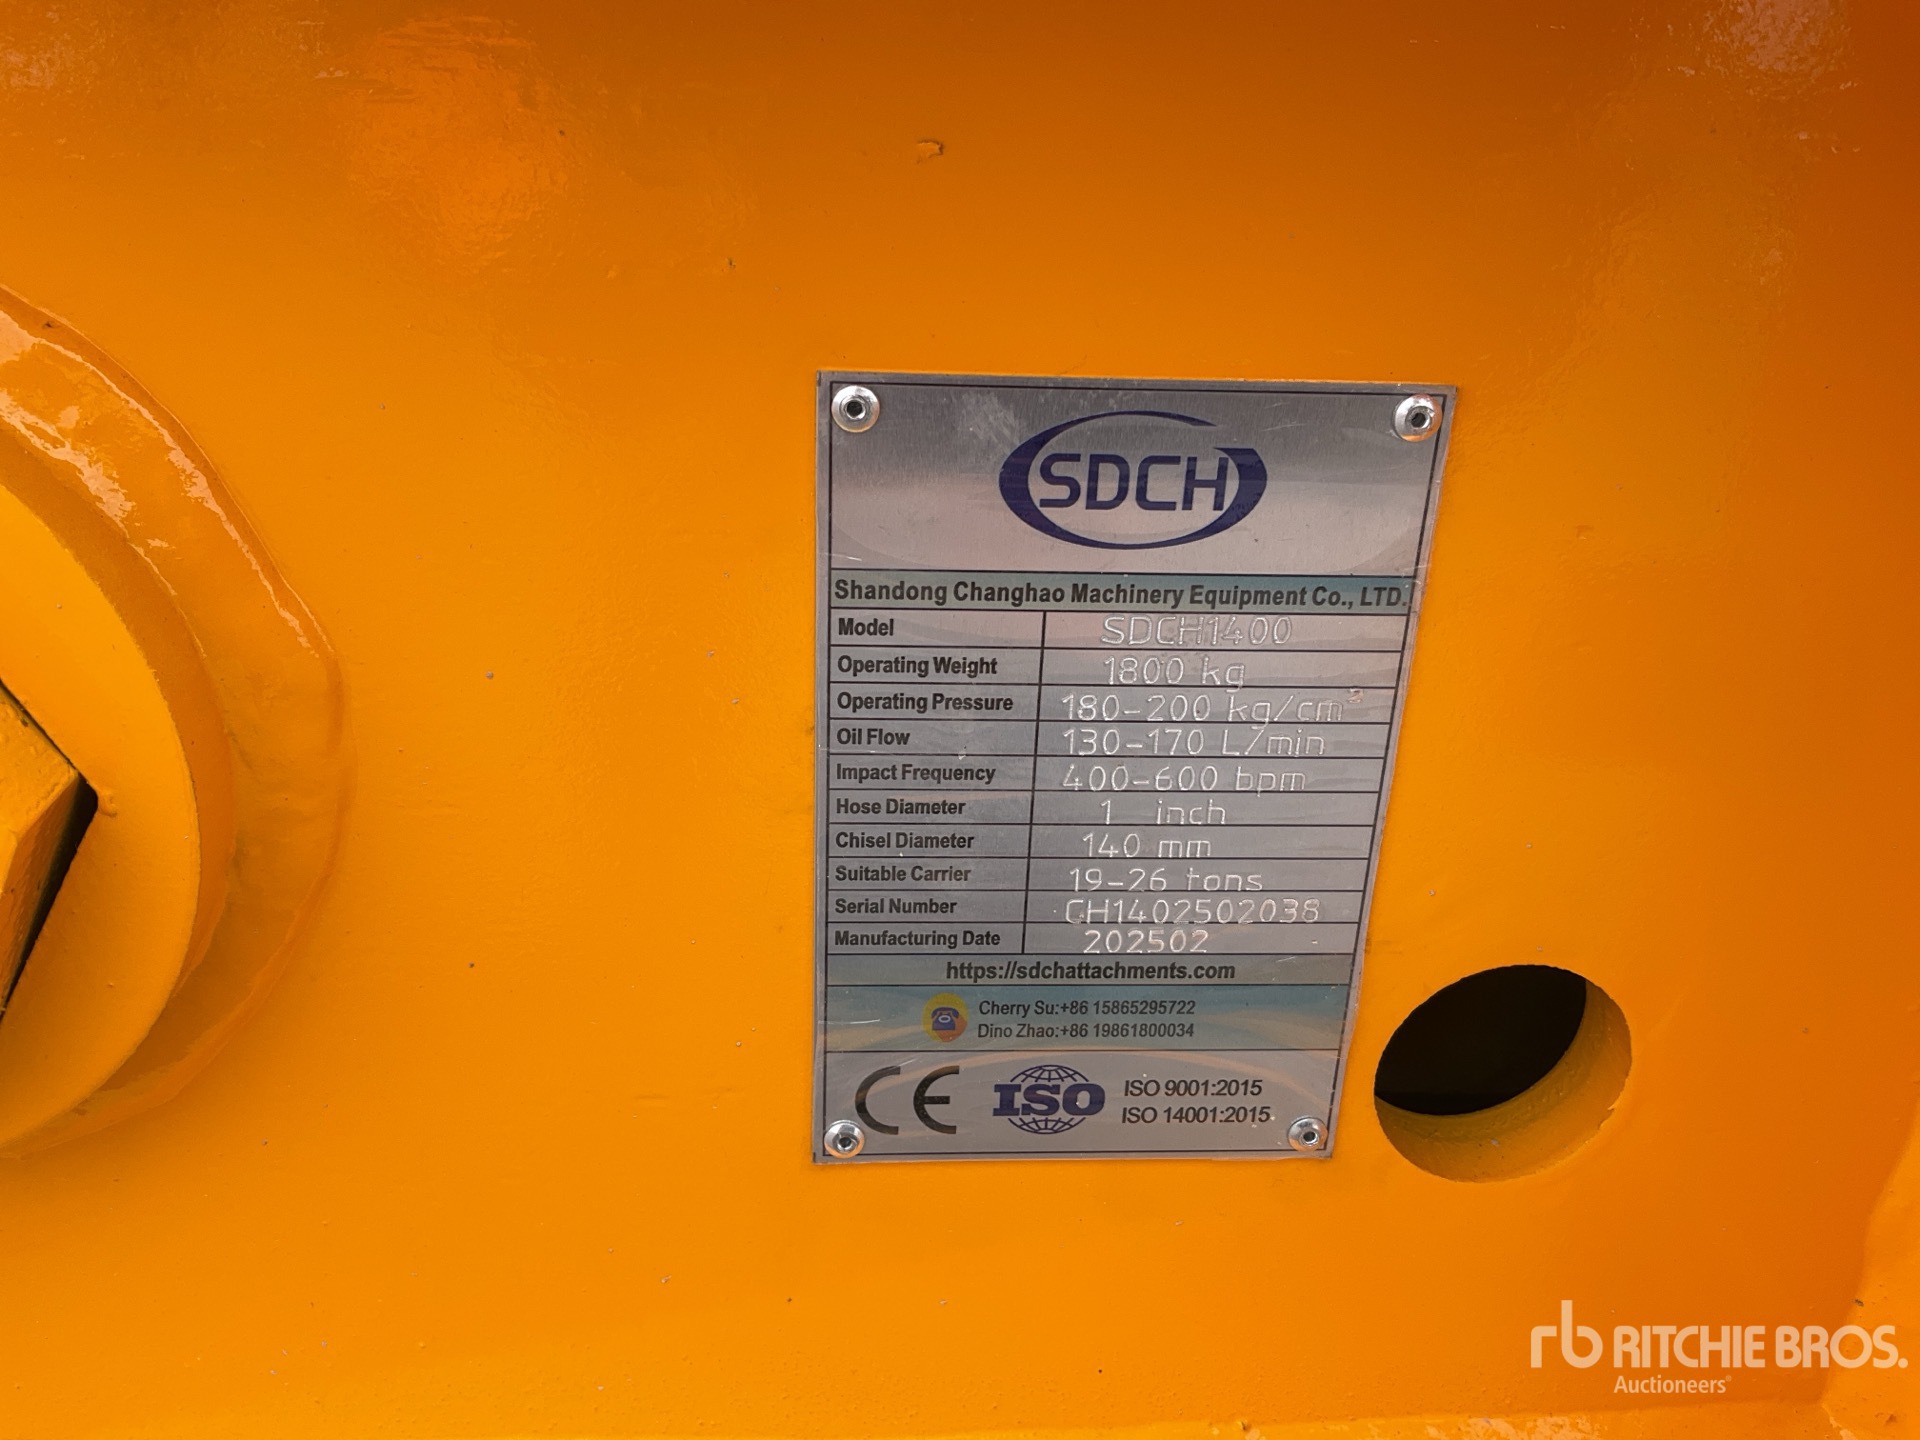 SDCH
Shandong Changhao Machinery Equipment Co., LTD.
Model SDCH1400
Operating Weight 1800 kg
Operating Pressure 180-200 kg/cm²
Oil Flow 130-170 L/min
Impact Frequency 400-600 bpm
Hose Diameter 1 inch
Chisel Diameter 140 mm
Suitable Carrier 19-26 tons
Serial Number CH1402502038
Manufacturing Date 202502
https://sdchattachments.com
Cherry Su:+86 15865295722
Dino Zhao:+86 19861800034
CE ISO ISO 9001:2015
ISO 14001:2015
rb RITCHIE BROS.
Auctioneers®